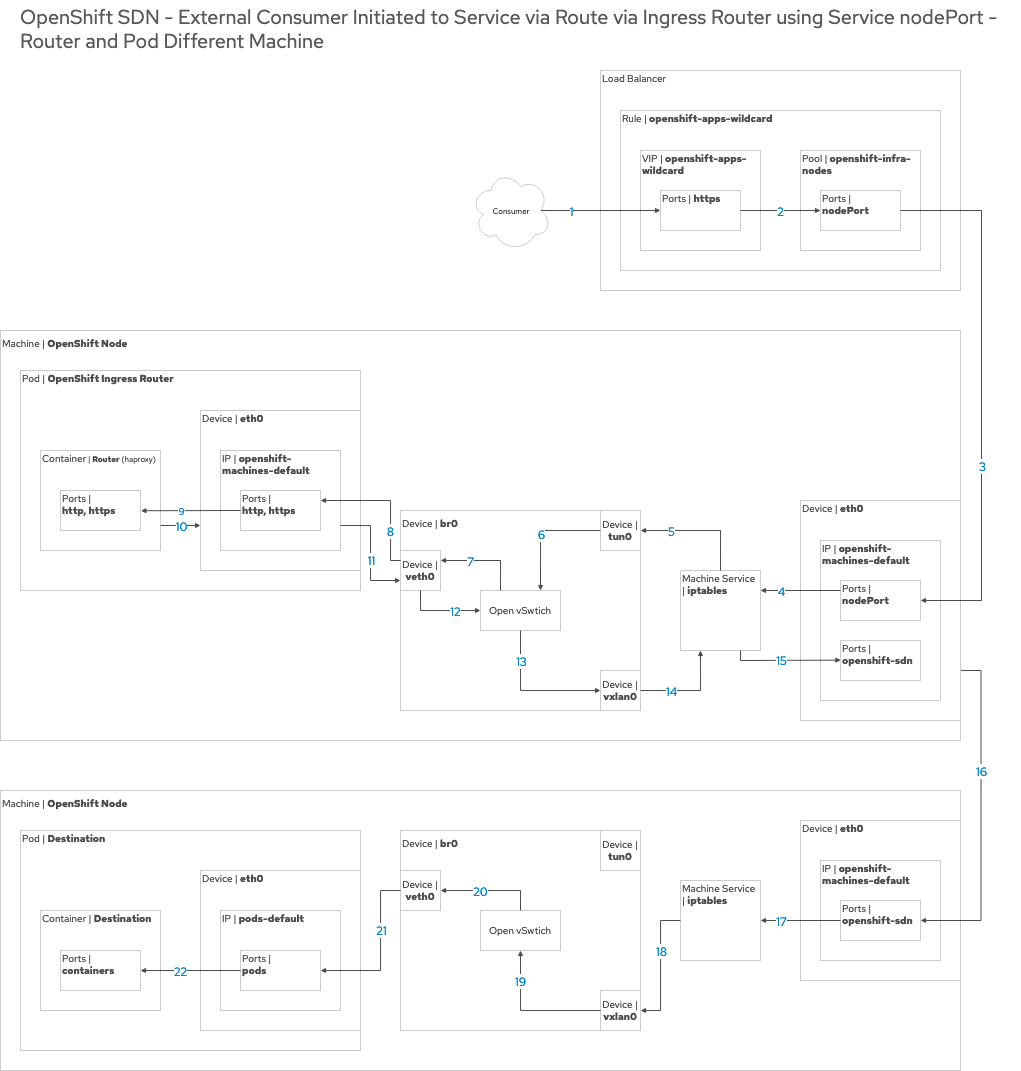 OpenShift SDN - External Consumer Initiated to Service via Route via Ingress Router using Service nodePort -
Router and Pod Different Machine
Load Balancer
Rule | openshift-apps-wildcard
VIP | openshift-apps-
wildcard
Pool | openshift-infra-
nodes
Ports | https
Ports |
nodePort
Consumer
1
2
3
Machine | OpenShift Node
Pod | OpenShift Ingress Router
Device | eth0
Container | Router (haproxy)
IP | openshift-
machines-default
Ports |
http, https
9
10
Ports |
http, https
8
11
Device | br0
Device |
tun0
Device |
veth0
7
6
5
12
Open vSwtich
13
Device |
vxlan0
14
Machine Service
| iptables
4
15
Device | eth0
IP | openshift-
machines-default
Ports |
nodePort
Ports |
openshift-sdn
16
Machine | OpenShift Node
Pod | Destination
Device | eth0
Container | Destination
IP | pods-default
Ports |
containers
22
Ports |
pods
21
Device | br0
Device |
tun0
Device |
veth0
20
Open vSwtich
19
Device |
vxlan0
18
Machine Service
| iptables
17
Device | eth0
IP | openshift-
machines-default
Ports |
openshift-sdn